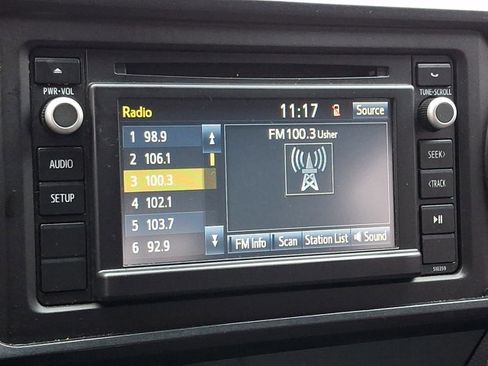 PWR•VOL
AUDIO
SETUP
Radio
11:17
Source
1 98.9
2 106.1
3 100.3
4 102.1
5 103.7
6 92.9
FM 100.3 Usher
FM Info
Scan
Station List
Sound
TUNE•SCROLL
SEEK>
<TRACK